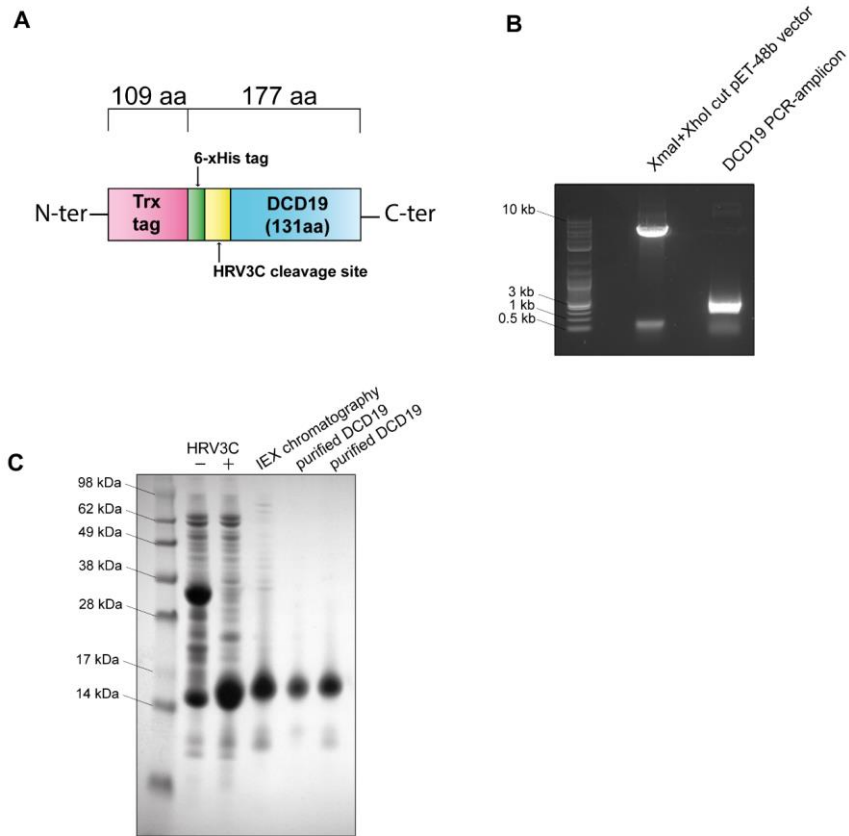 A
109 aa 177 aa
6-xHis tag
N-ter
Trx
tag
DCD19
(131aa)
C-ter
HRV3C cleavage site
B
XmaI+XhoI cut pET-48b vector
DCD19 PCR-amplicon
10 kb
3 kb
1 kb
0.5 kb
C
HRV3C
− +
IEX chromatography
purified DCD19
purified DCD19
98 kDa
62 kDa
49 kDa
38 kDa
28 kDa
17 kDa
14 kDa